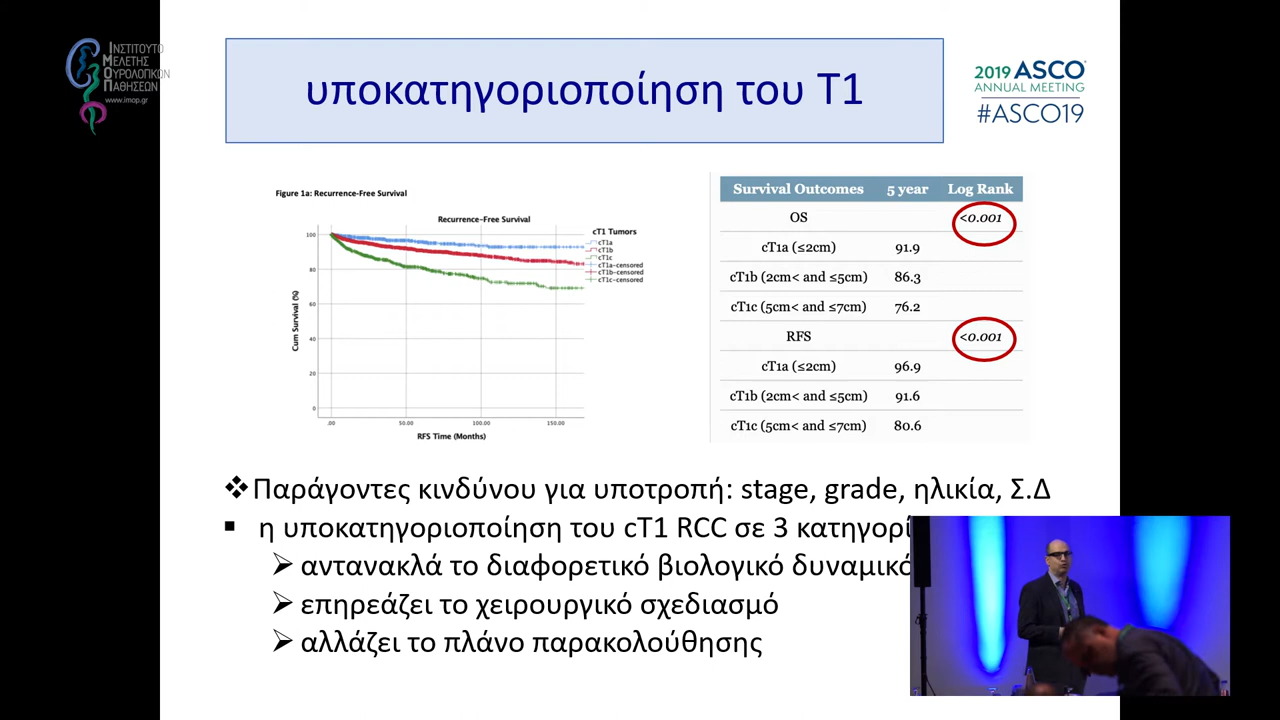 ΙΝΣΤΙΤΟΥΤΟ
ΜΕΛΕΤΗΣ
ΟΥΡΟΛΟΓΙΚΩΝ
ΠΑΘΗΣΕΩΝ
www.imop.gr
υποκατηγοριοποίηση του Τ1
2019 ASCO
ANNUAL MEETING
#ASCO19
Figure 1a: Recurrence-Free Survival
Recurrence-Free Survival
cT1 Tumors
cT1a
cT1b
cT1c
cT1a-censored
cT1b-censored
cT1c-censored
Cum Survival (%)
100
80
60
40
20
0
.00 50.00 100.00 150.00
RFS Time (Months)
Survival Outcomes 5 year Log Rank
OS <0.001
cT1a (≤2cm) 91.9
cT1b (2cm< and ≤5cm) 86.3
cT1c (5cm< and ≤7cm) 76.2
RFS <0.001
cT1a (≤2cm) 96.9
cT1b (2cm< and ≤5cm) 91.6
cT1c (5cm< and ≤7cm) 80.6
❖Παράγοντες κινδύνου για υποτροπή: stage, grade, ηλικία, Σ.Δ
▪ η υποκατηγοριοποίηση του cT1 RCC σε 3 κατηγορί
➢αντανακλά το διαφορετικό βιολογικό δυναμικό
➢επηρεάζει το χειρουργικό σχεδιασμό
➢αλλάζει το πλάνο παρακολούθησης